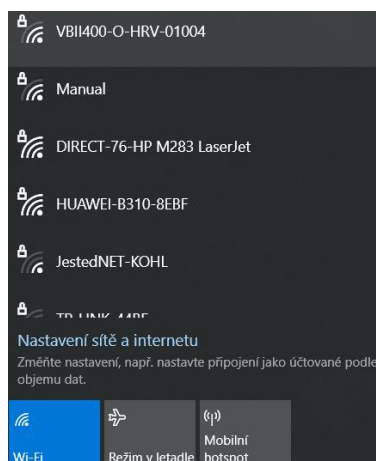 VBII400-O-HRV-01004
Manual
DIRECT-76-HP M283 LaserJet
HUAWEI-B310-8EBF
JestedNET-KOHL
Nastavení sítě a internetu
Změňte nastavení, např. nastavte připojení jako účtované podle
objemu dat.
Mobilní
Wi-Fi Režim v letadle hotspot